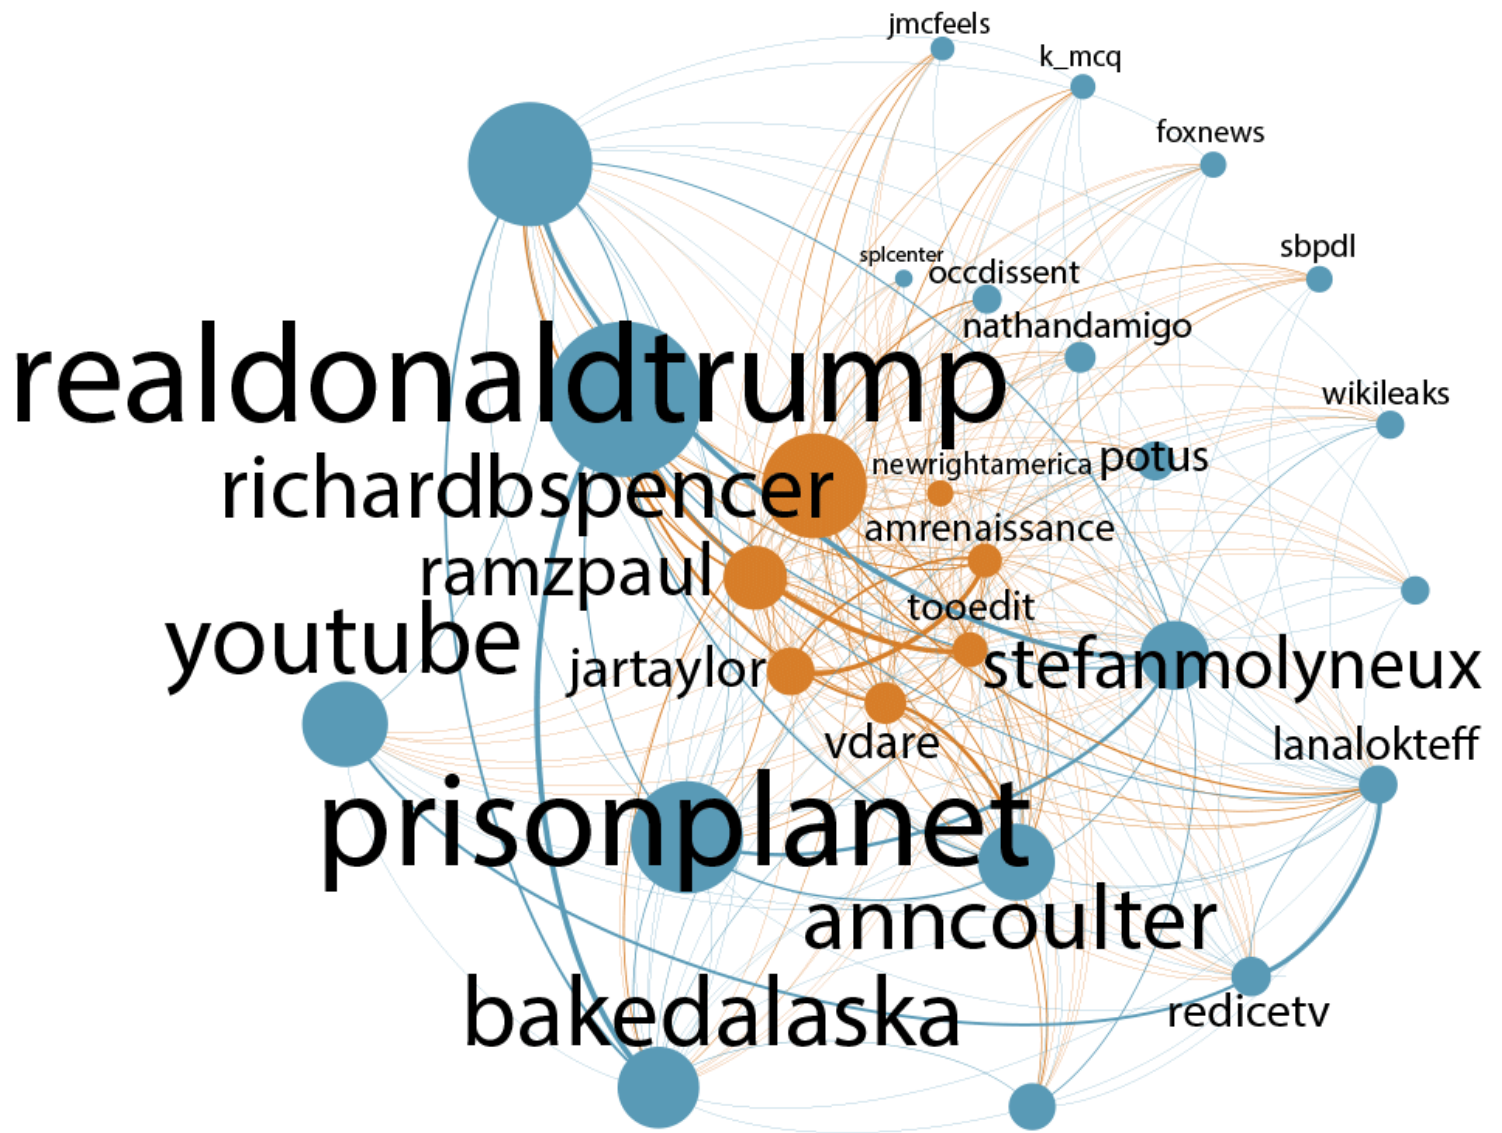 jmcfeels
k_mcq
foxnews
sbpdl
splcenter
occdissent
nathandamigo
realdonaldtrump
wikileaks
newrightamerica
potus
richardbspencer
amrenaissance
ramzpaul
tooedit
youtube
jartaylor
stefanmolyneux
vdare
lanalokteff
prisonplanet
anncoulter
bakedalaska
redicetv